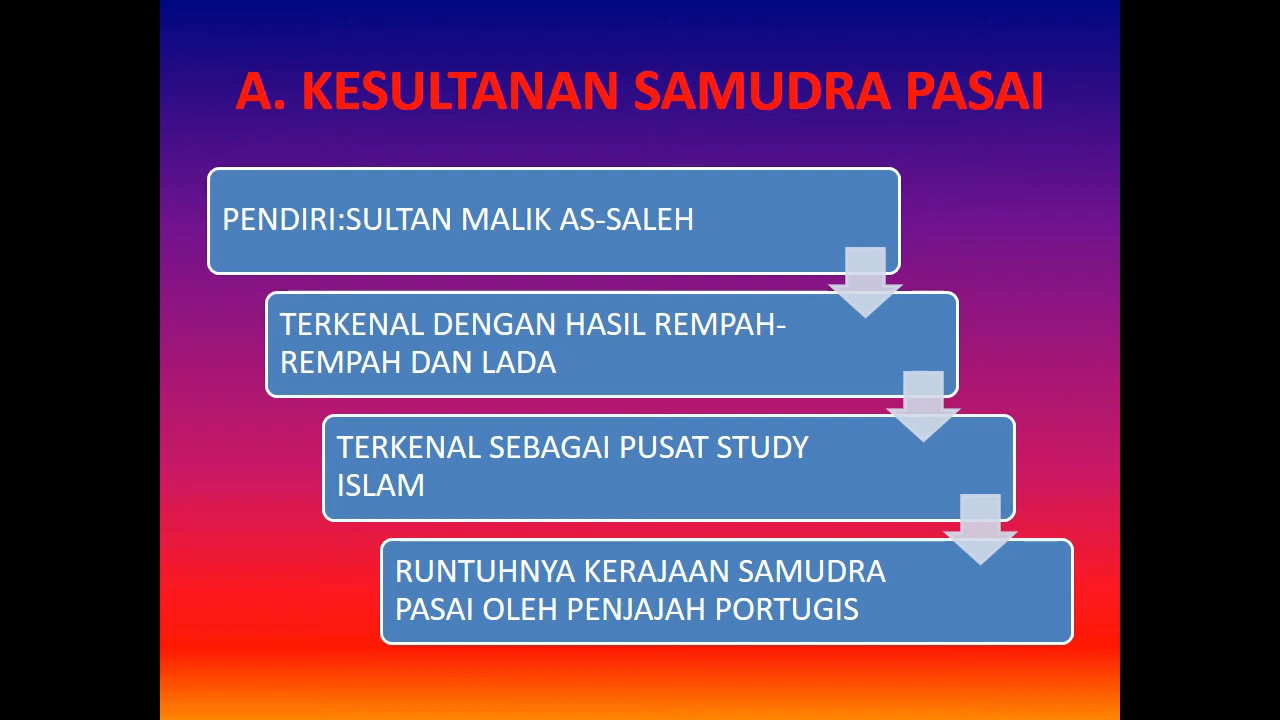 A. KESULTANAN SAMUDRA PASAI
PENDIRI:SULTAN MALIK AS-SALEH
TERKENAL DENGAN HASIL REMPAH-
REMPAH DAN LADA
TERKENAL SEBAGAI PUSAT STUDY
ISLAM
RUNTUHNYA KERAJAAN SAMUDRA
PASAI OLEH PENJAJAH PORTUGIS